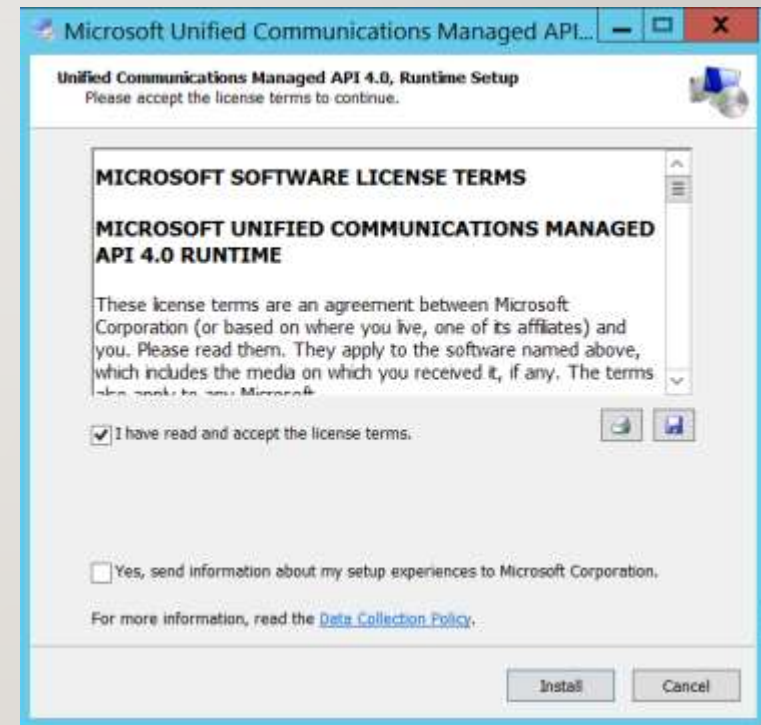 Microsoft Unified Communications Managed API...
Unified Communications Managed API 4.0, Runtime Setup
Please accept the license terms to continue.
MICROSOFT SOFTWARE LICENSE TERMS
MICROSOFT UNIFIED COMMUNICATIONS MANAGED
API 4.0 RUNTIME
These license terms are an agreement between Microsoft
Corporation (or based on where you live, one of its affiliates) and
you. Please read them. They apply to the software named above,
which includes the media on which you received it, if any. The terms
also apply to any Microsoft
I have read and accept the license terms.
Yes, send information about my setup experiences to Microsoft Corporation.
For more information, read the Data Collection Policy.
Install Cancel